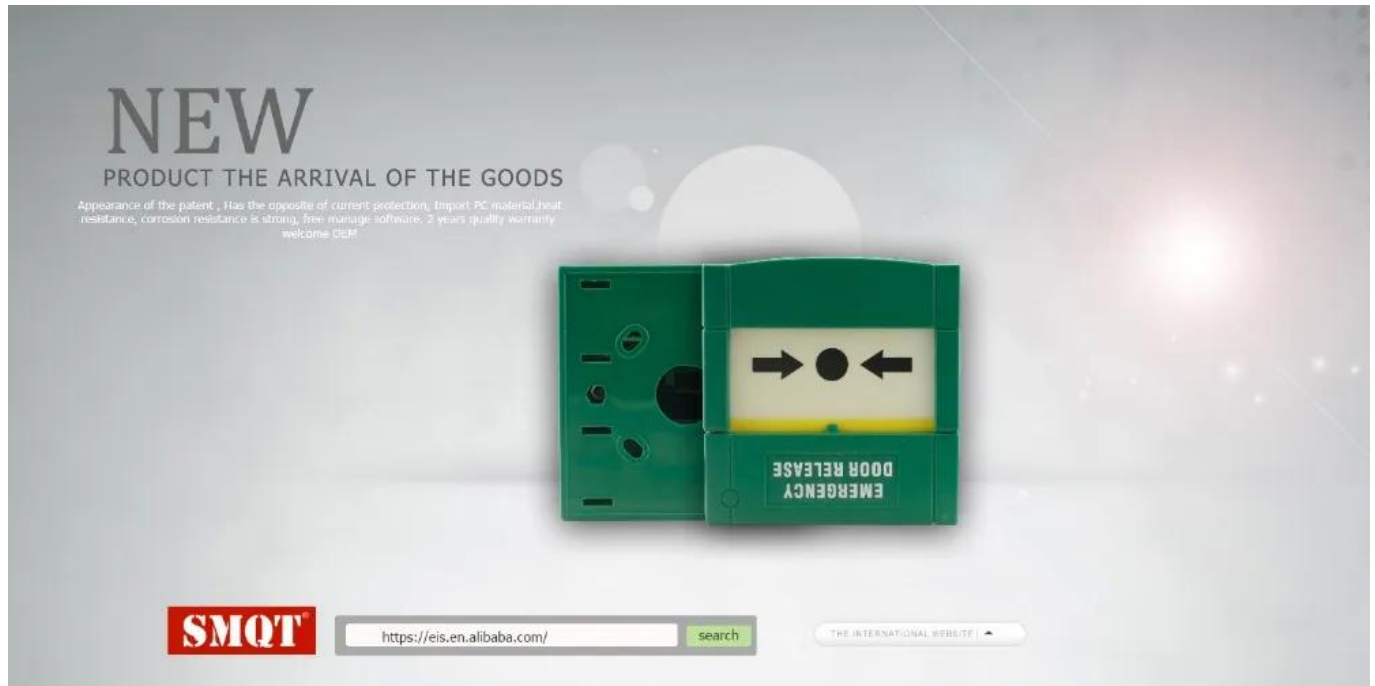 NEW
PRODUCT THE ARRIVAL OF THE GOODS
Appearance of the patent , Has the opposite of current protection, Import PC material,heat
resistance, corrosion resistance is strong, free manage software. 2 years quality warranty
welcome OEM
EMERGENCY
DOOR RELEASE
SMQT®
https://eis.en.alibaba.com/
search
THE INTERNATIONAL WEBSITE |